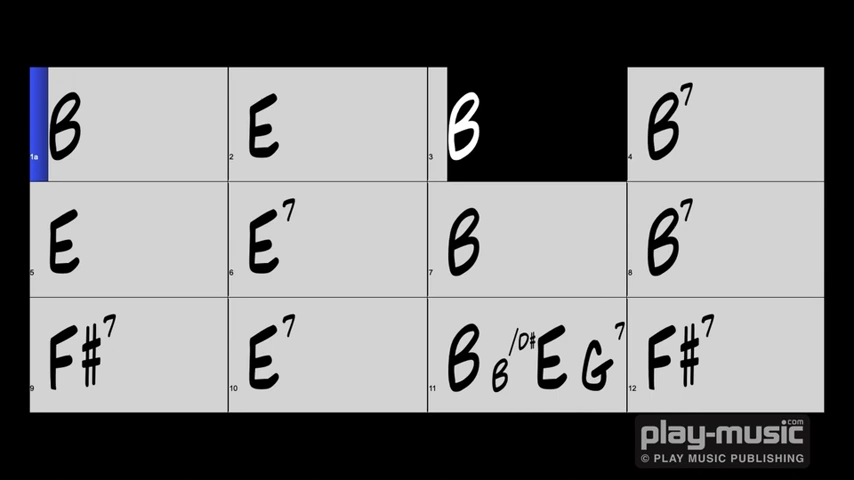 B E B B7
1a 2 3 4
E E7 B B7
5 6 7 8
F#7 E7 B B/D# E G7 F#7
9 10 11 12
play-music.com
© PLAY MUSIC PUBLISHING